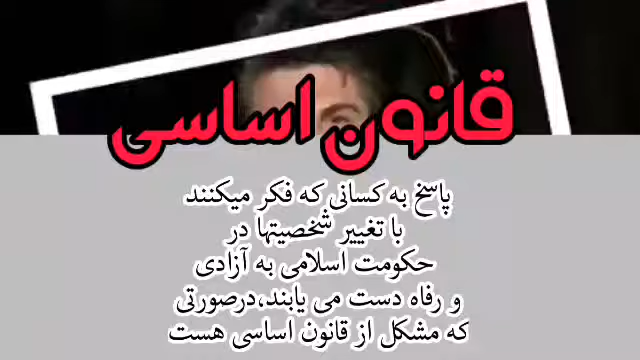 قانون اساسی
پاسخ به کسانی که فکر میکنند
با تغییر شخصیتها در
حکومت اسلامی به آزادی
و رفاه دست می یابند،درصورتی
که مشکل از قانون اساسی هست